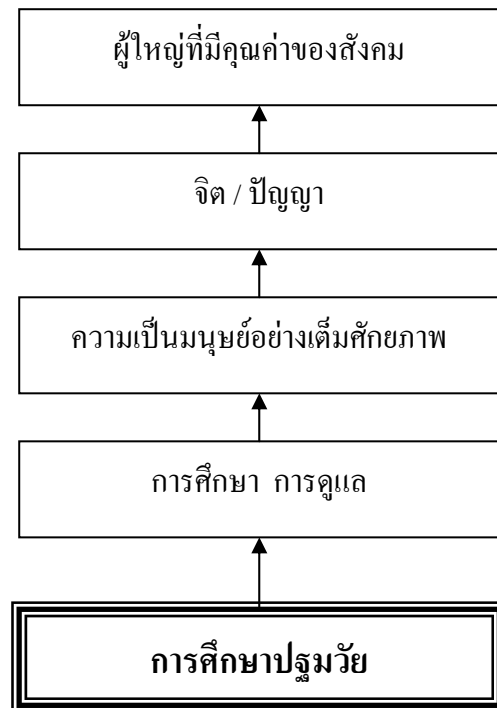 ผู้ใหญ่ที่มีคุณค่าของสังคม
จิต / ปัญญา
ความเป็นมนุษย์อย่างเต็มศักยภาพ
การศึกษา การดูแล
การศึกษาปฐมวัย